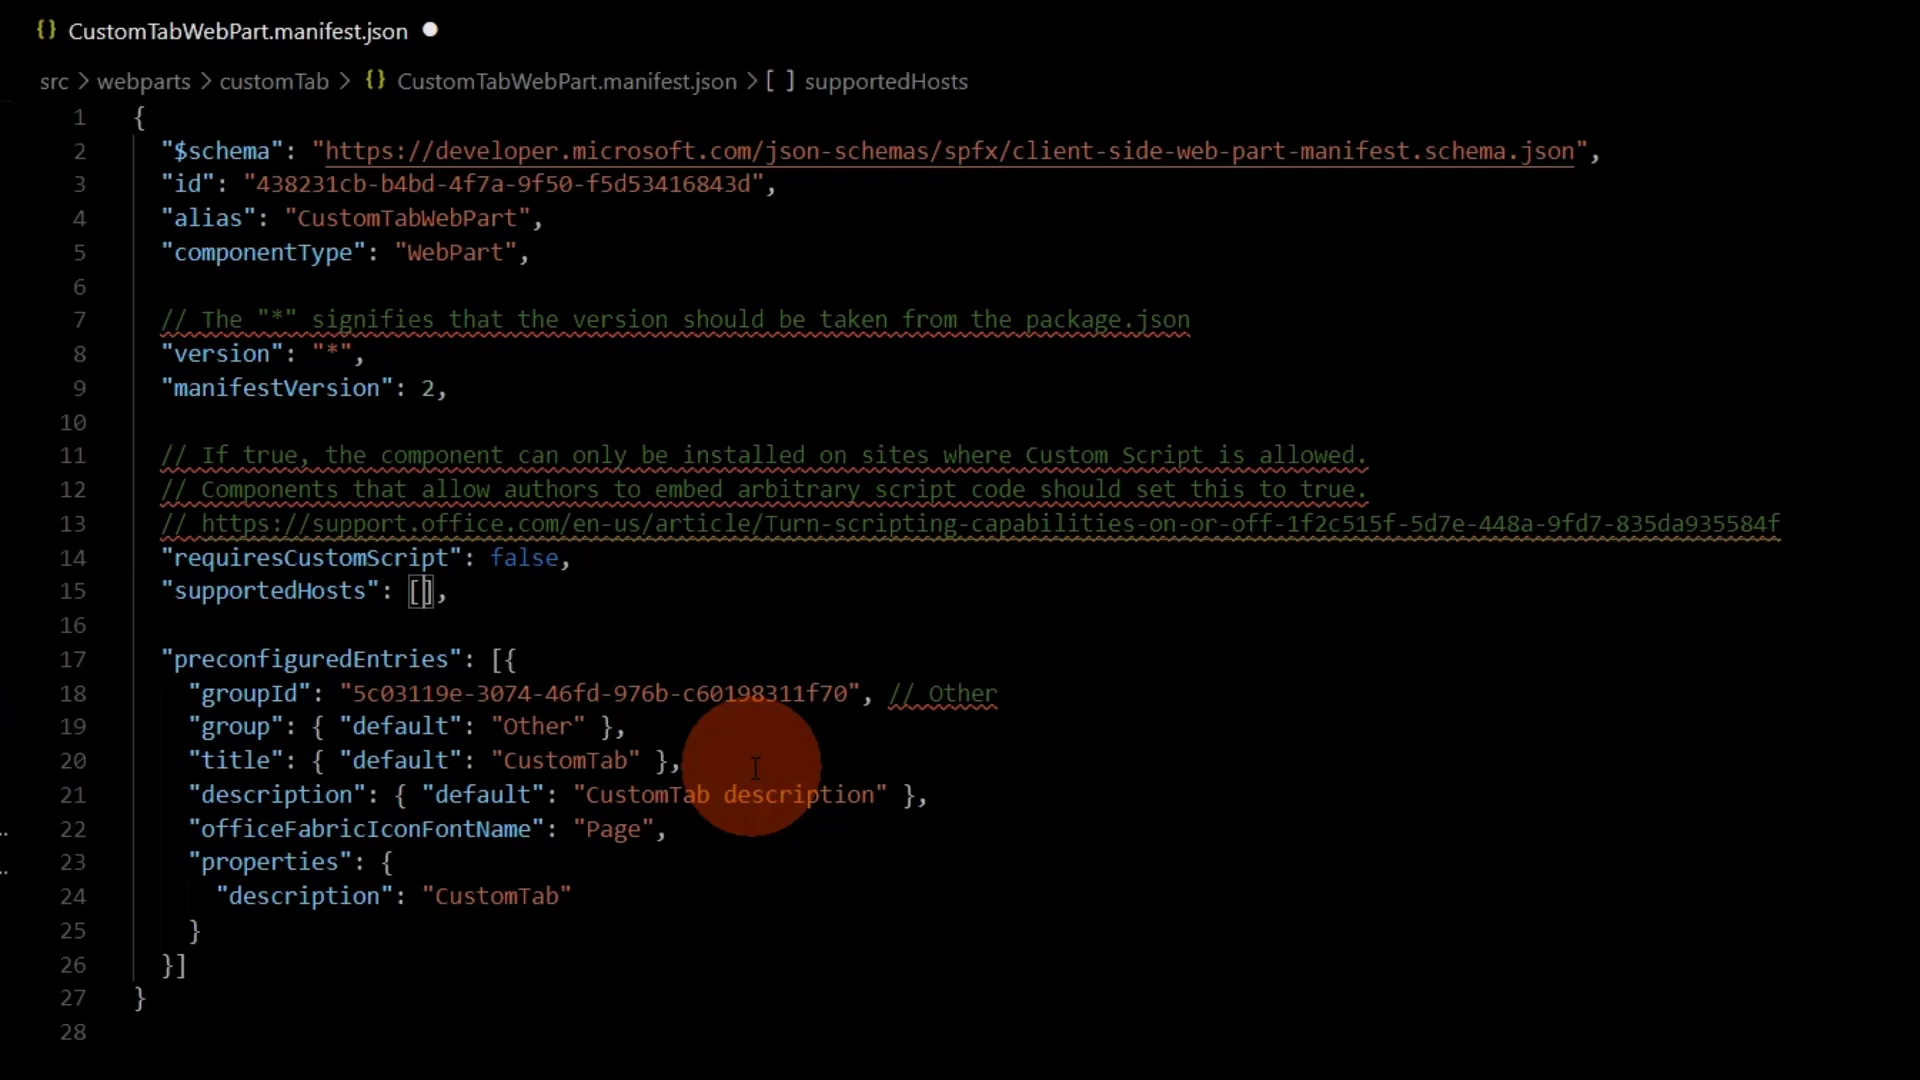 {} CustomTabWebPart.manifest.json ●
src > webparts > customTab > {} CustomTabWebPart.manifest.json > [ ] supportedHosts
1 {
2 "$schema": "https://developer.microsoft.com/json-schemas/spfx/client-side-web-part-manifest.schema.json",
3 "id": "438231cb-b4bd-4f7a-9f50-f5d53416843d",
4 "alias": "CustomTabWebPart",
5 "componentType": "WebPart",
6
7 // The "*" signifies that the version should be taken from the package.json
8 "version": "*",
9 "manifestVersion": 2,
10
11 // If true, the component can only be installed on sites where Custom Script is allowed.
12 // Components that allow authors to embed arbitrary script code should set this to true.
13 // https://support.office.com/en-us/article/Turn-scripting-capabilities-on-or-off-1f2c515f-5d7e-448a-9fd7-835da935584f
14 "requiresCustomScript": false,
15 "supportedHosts": [],
16
17 "preconfiguredEntries": [{
18 "groupId": "5c03119e-3074-46fd-976b-c60198311f70", // Other
19 "group": { "default": "Other" },
20 "title": { "default": "CustomTab" },
21 "description": { "default": "CustomTab description" },
22 "officeFabricIconFontName": "Page",
23 "properties": {
24 "description": "CustomTab"
25 }
26 }]
27 }
28